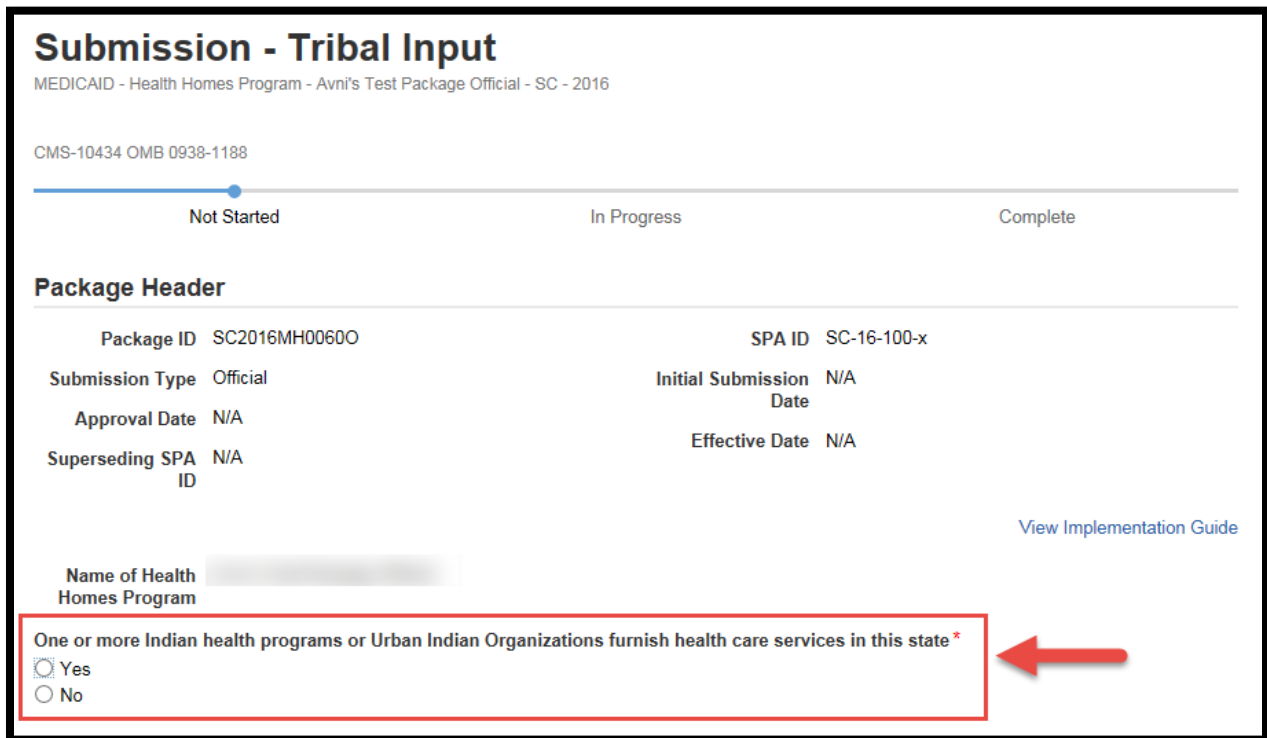 Submission - Tribal Input
MEDICAID - Health Homes Program - Avni's Test Package Official - SC - 2016
CMS-10434 OMB 0938-1188
Not Started In Progress Complete
Package Header
Package ID SC2016MH0060O
SPA ID SC-16-100-x
Submission Type Official
Initial Submission Date N/A
Approval Date N/A
Effective Date N/A
Superseding SPA ID N/A
View Implementation Guide
Name of Health
Homes Program
One or more Indian health programs or Urban Indian Organizations furnish health care services in this state *
Yes
No